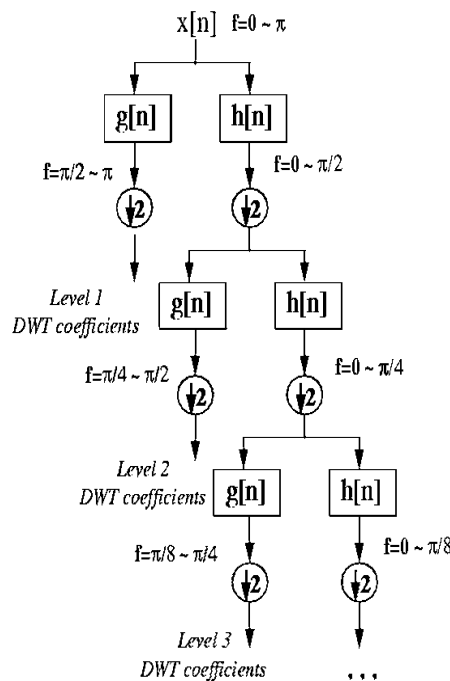 x[n] f=0 ~ π
g[n] h[n]
f=π/2 ~ π f=0 ~ π/2
↓2 ↓2
Level 1
DWT coefficients
g[n] h[n]
f=π/4 ~ π/2 f=0 ~ π/4
↓2 ↓2
Level 2
DWT coefficients
g[n] h[n]
f=π/8 ~ π/4 f=0 ~ π/8
↓2 ↓2
Level 3
DWT coefficients
...